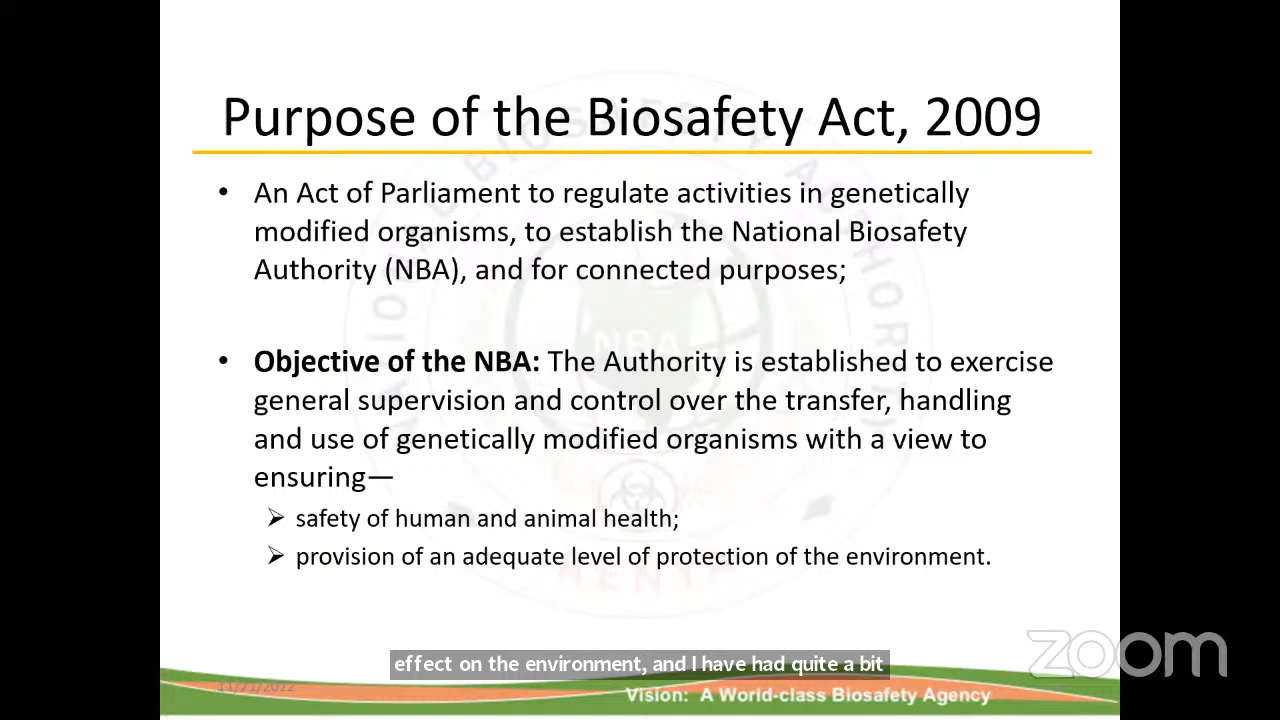 Purpose of the Biosafety Act, 2009
• An Act of Parliament to regulate activities in genetically
modified organisms, to establish the National Biosafety
Authority (NBA), and for connected purposes;
• Objective of the NBA: The Authority is established to exercise
general supervision and control over the transfer, handling
and use of genetically modified organisms with a view to
ensuring—
➢ safety of human and animal health;
➢ provision of an adequate level of protection of the environment.
NBA
zoom
effect on the environment, and I have had quite a bit
Vision: A World-class Biosafety Agency